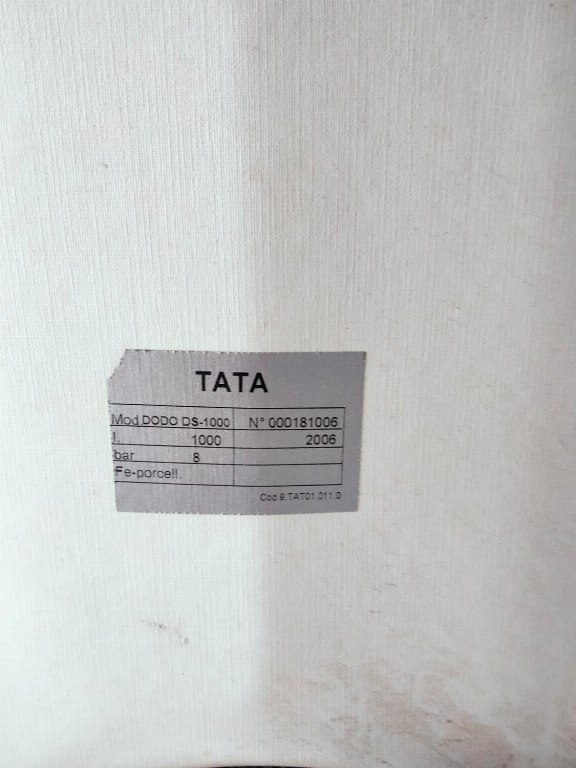 TATA
Mod.DODO DS-1000 N° 000181006
l. 1000 2006
bar 8
Fe-porcell.
Cod.9.TAT01.011.0